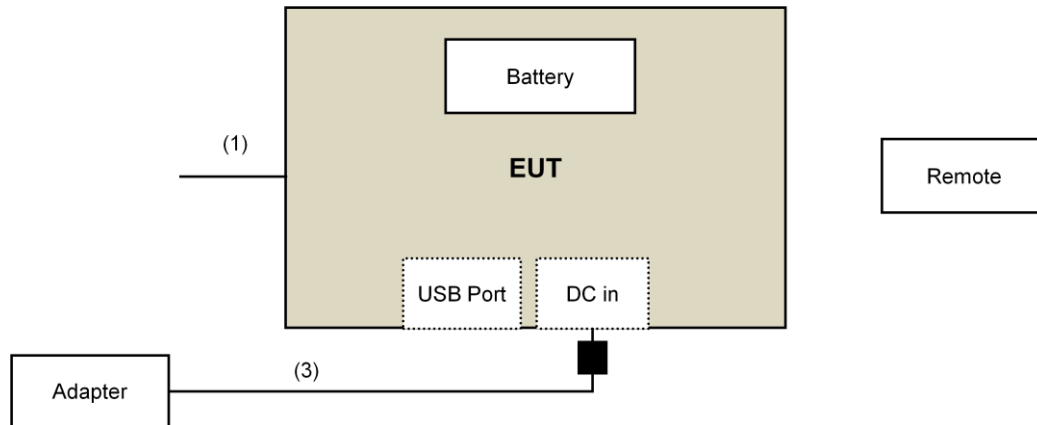 Battery
(1)
EUT
Remote
USB Port
DC in
(3)
Adapter